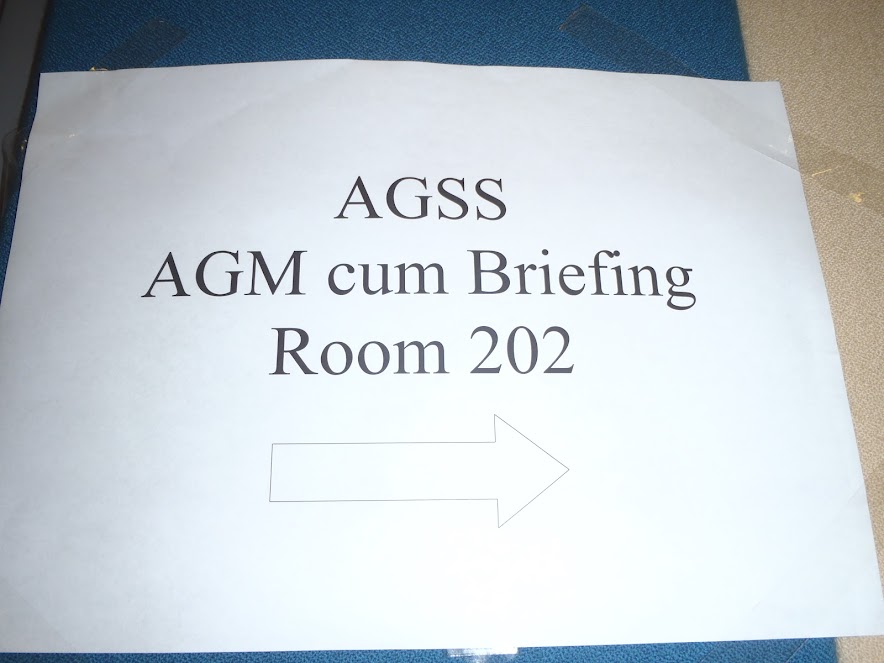 AGSS
AGM cum Briefing
Room 202